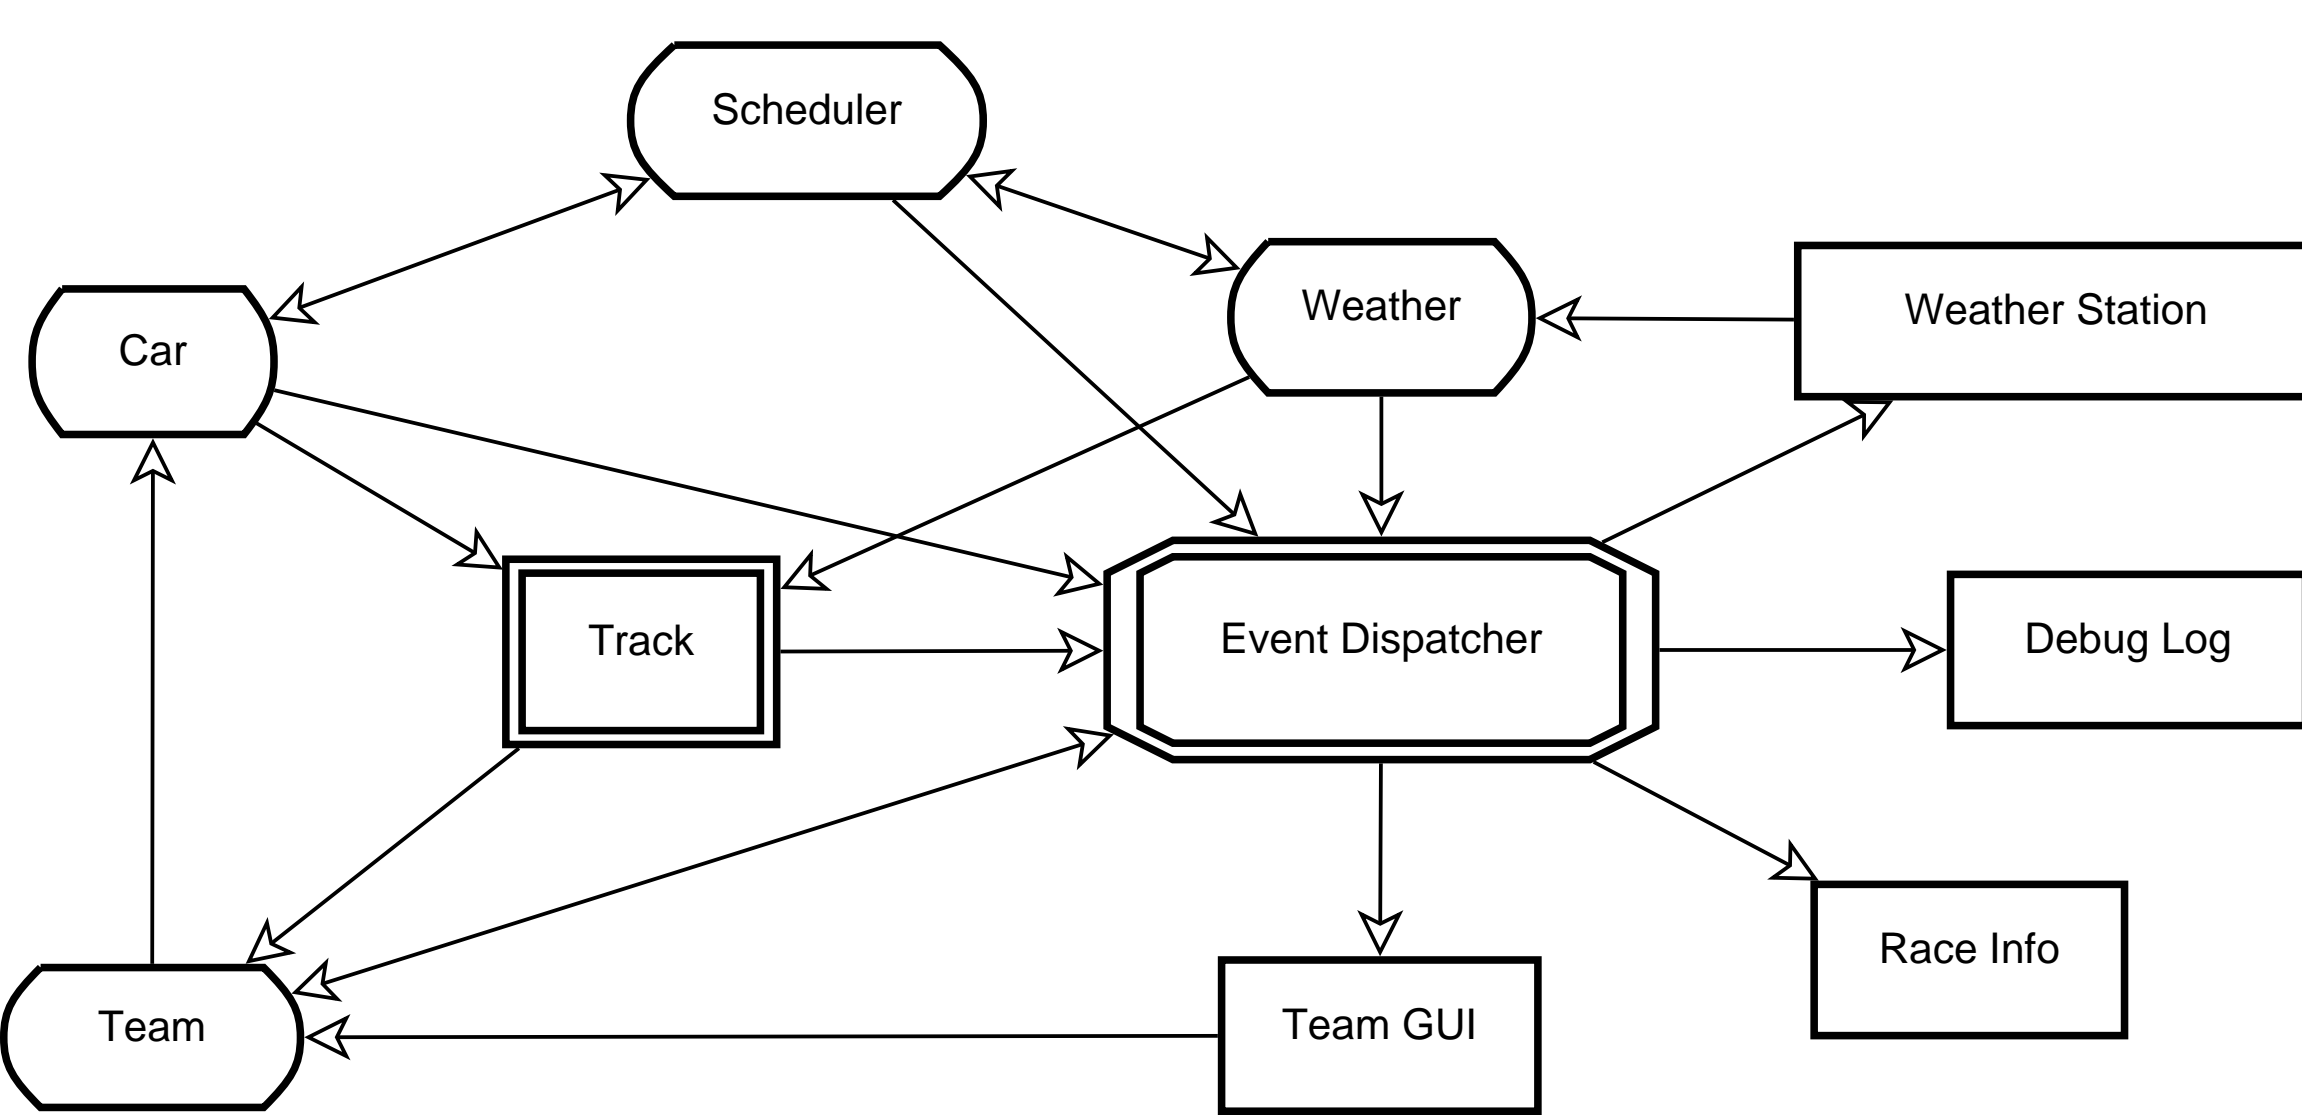 Scheduler
Weather
Weather Station
Car
Track
Event Dispatcher
Debug Log
Race Info
Team
Team GUI